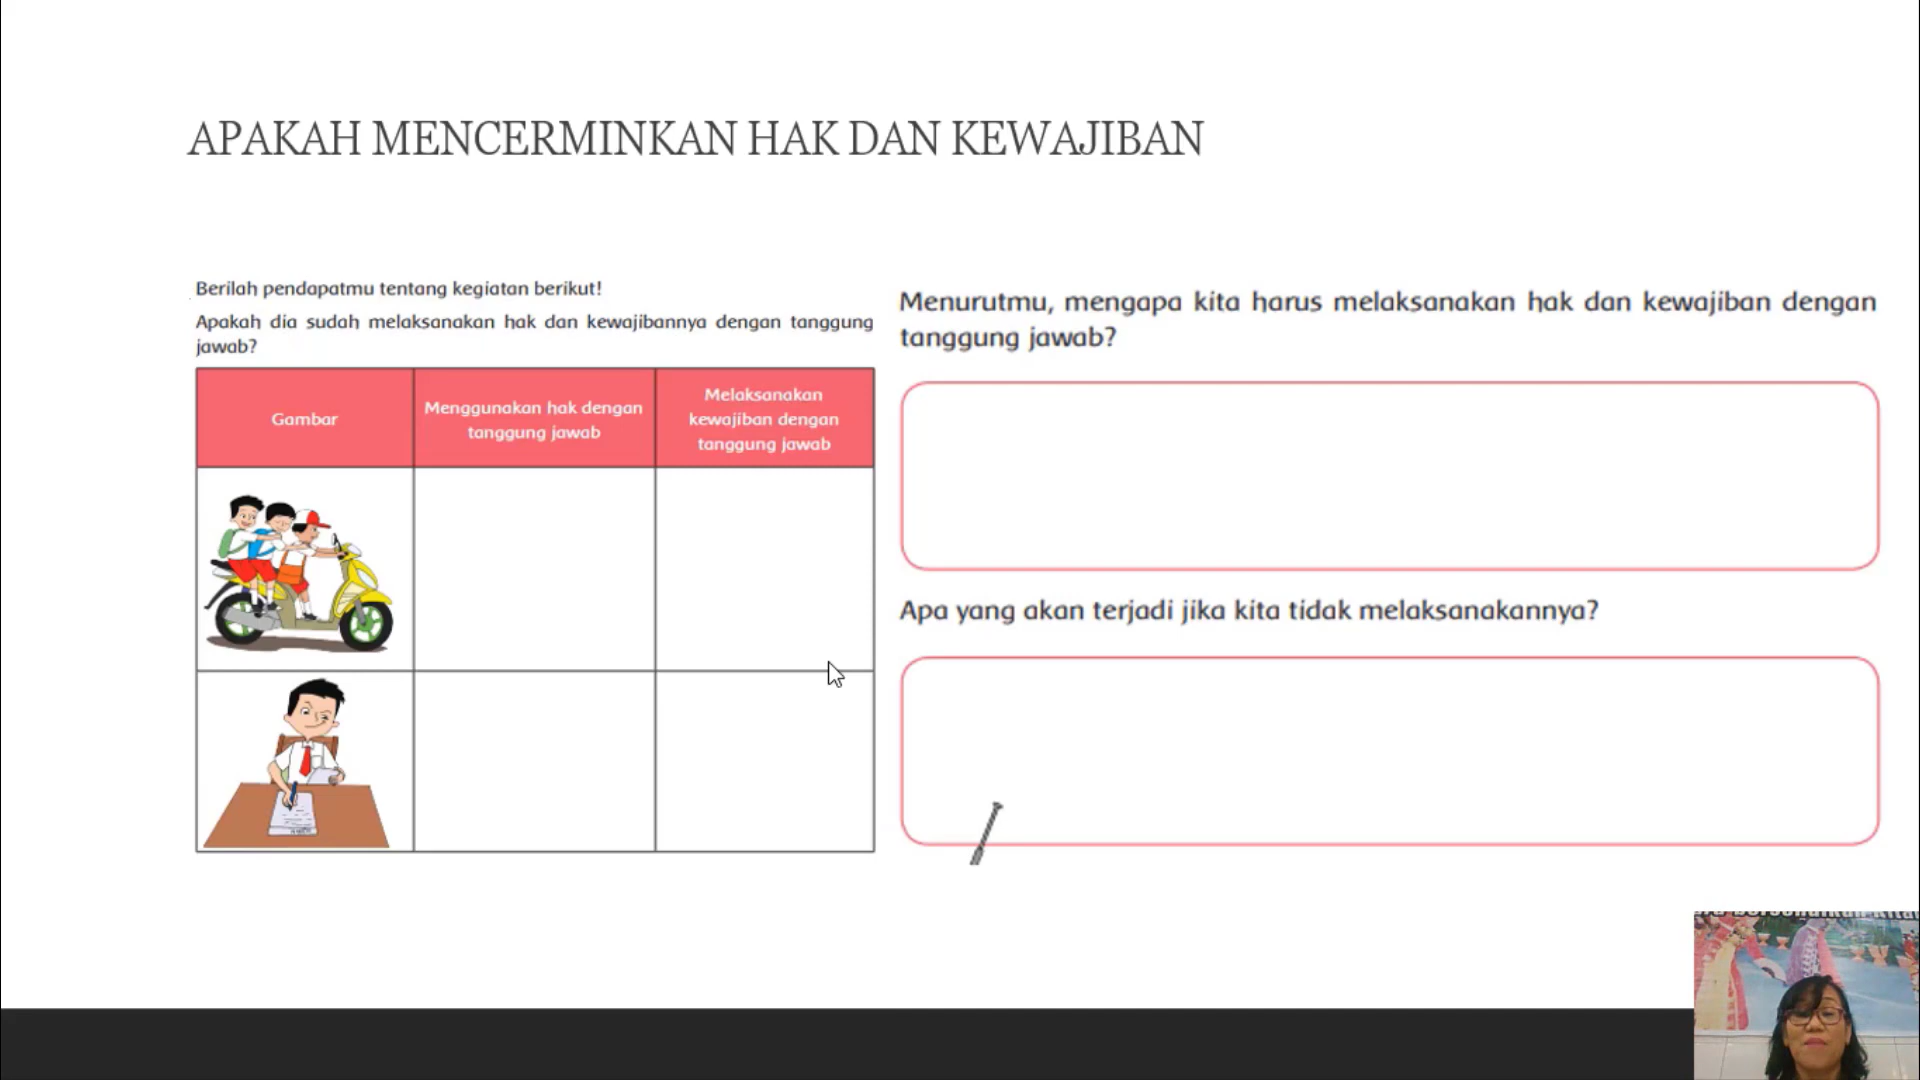 APAKAH MENCERMINKAN HAK DAN KEWAJIBAN
Berilah pendapatmu tentang kegiatan berikut!
Apakah dia sudah melaksanakan hak dan kewajibannya dengan tanggung
jawab?
Gambar
Menggunakan hak dengan
tanggung jawab
Melaksanakan
kewajiban dengan
tanggung jawab
Menurutmu, mengapa kita harus melaksanakan hak dan kewajiban dengan
tanggung jawab?
Apa yang akan terjadi jika kita tidak melaksanakannya?